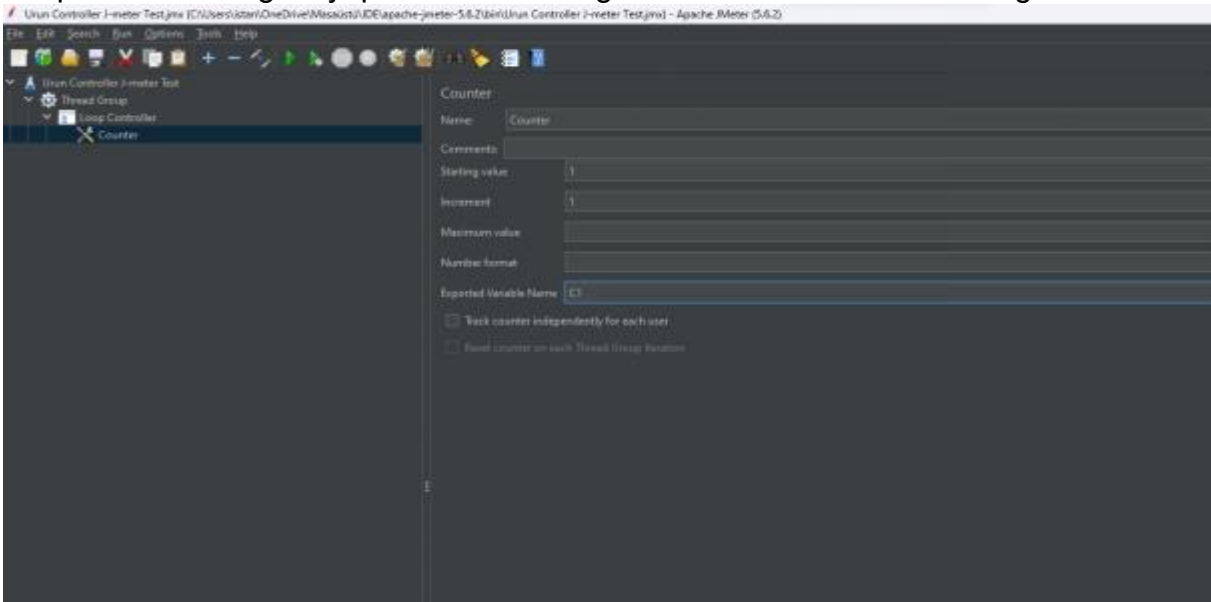 Urun Controller J-meter Test.jmx (C:\Users\istan\OneDrive\Masaüstü\IDE\apache-jmeter-5.6.2\bin\Urun Controller J-meter Test.jmx) - Apache JMeter (5.6.2)
File Edit Search Run Options Tools Help
Urun Controller J-meter Test
Thread Group
Loop Controller
Counter
Counter
Name: Counter
Comments
Starting value 1
Increment 1
Maximum value
Number format
Exported Variable Name C1
Track counter independently for each user
Reset counter on each Thread Group Iteration